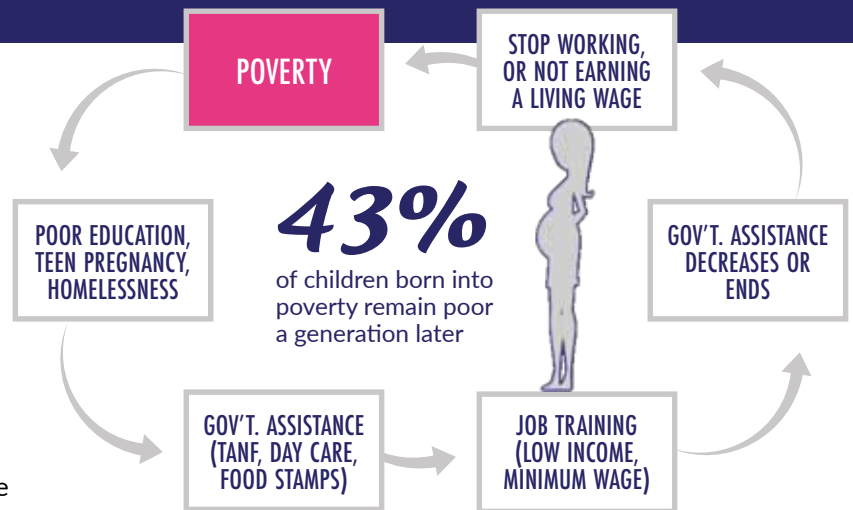 POVERTY
STOP WORKING,
OR NOT EARNING
A LIVING WAGE
43%
of children born into
poverty remain poor
a generation later
POOR EDUCATION,
TEEN PREGNANCY,
HOMELESSNESS
GOV'T. ASSISTANCE
DECREASES OR
ENDS
GOV'T. ASSISTANCE
(TANF, DAY CARE,
FOOD STAMPS)
JOB TRAINING
(LOW INCOME,
MINIMUM WAGE)